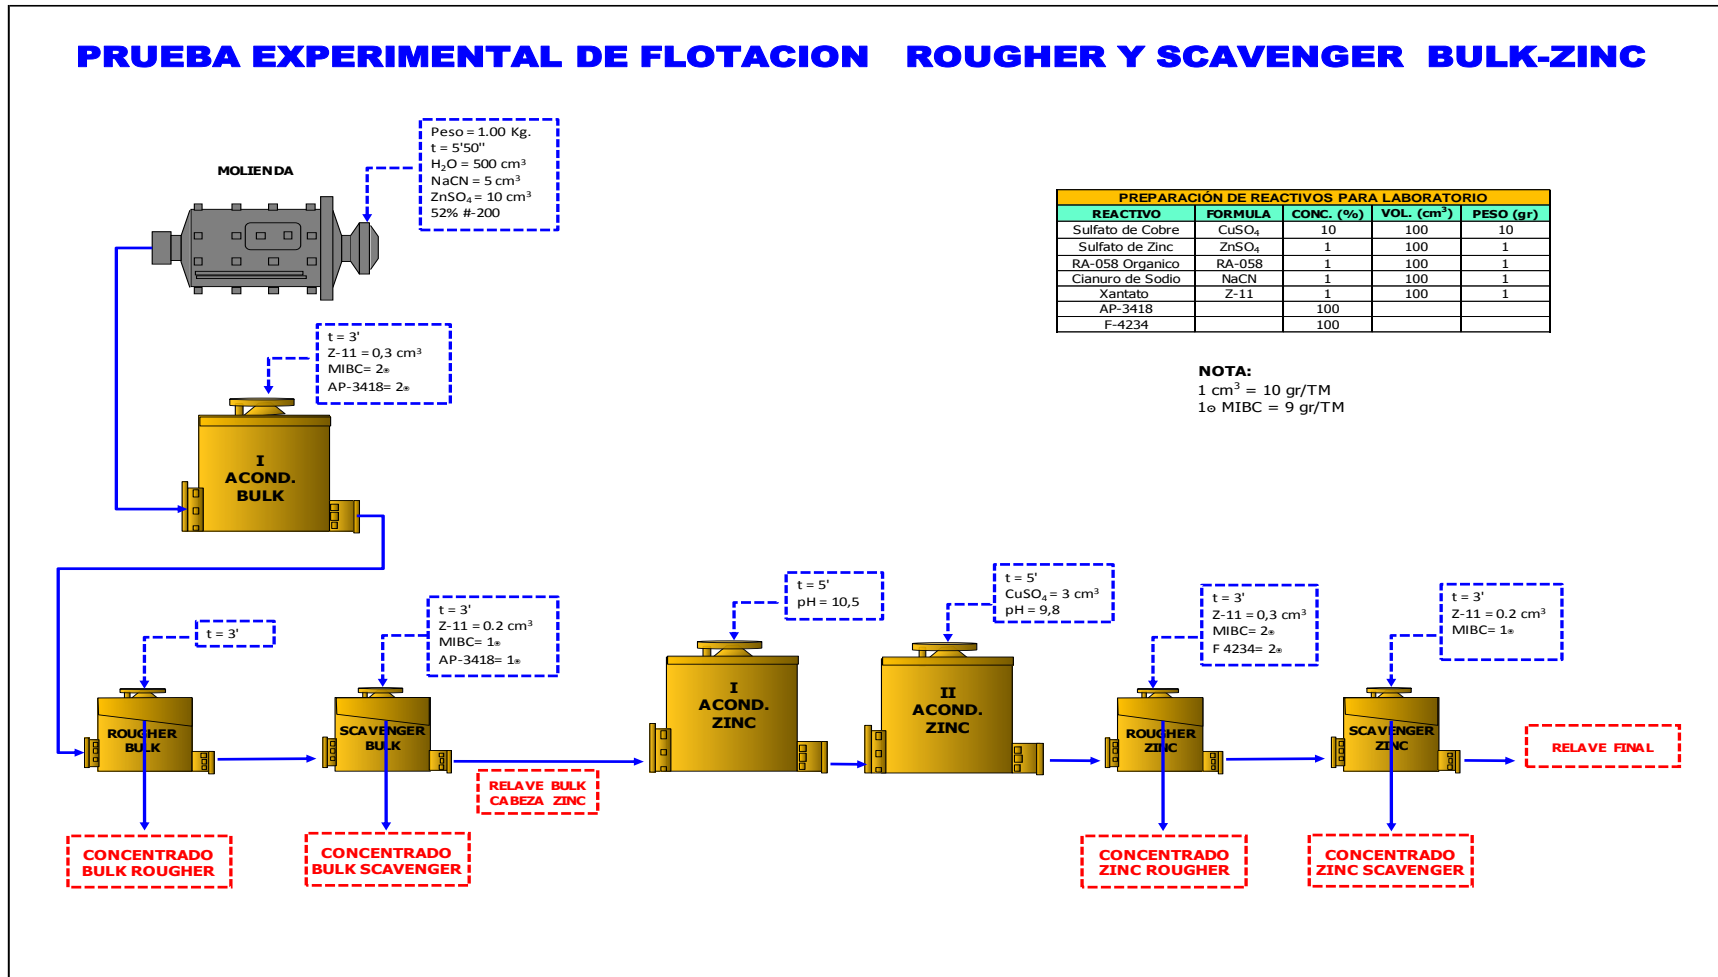 PRUEBA EXPERIMENTAL DE FLOTACION ROUGHER Y SCAVENGER BULK-ZINC
MOLIENDA
Peso = 1.00 Kg.
t = 5'50''
H₂O = 500 cm³
NaCN = 5 cm³
ZnSO₄ = 10 cm³
52% #-200
PREPARACIÓN DE REACTIVOS PARA LABORATORIO
REACTIVO FORMULA CONC. (%) VOL. (cm³) PESO (gr)
Sulfato de Cobre CuSO₄ 10 100 10
Sulfato de Zinc ZnSO₄ 1 100 1
RA-058 Organico RA-058 1 100 1
Cianuro de Sodio NaCN 1 100 1
Xantato Z-11 1 100 1
AP-3418 100
F-4234 100
NOTA:
1 cm³ = 10 gr/TM
1⊙ MIBC = 9 gr/TM
t = 3'
Z-11 = 0,3 cm³
MIBC= 2⊙
AP-3418= 2⊙
I
ACOND.
BULK
t = 3'
ROUGHER
BULK
t = 3'
Z-11 = 0.2 cm³
MIBC= 1⊙
AP-3418= 1⊙
SCAVENGER
BULK
RELAVE BULK
CABEZA ZINC
t = 5'
pH = 10,5
I
ACOND.
ZINC
t = 5'
CuSO₄ = 3 cm³
pH = 9,8
II
ACOND.
ZINC
t = 3'
Z-11 = 0,3 cm³
MIBC= 2⊙
F 4234= 2⊙
ROUGHER
ZINC
t = 3'
Z-11 = 0.2 cm³
MIBC= 1⊙
SCAVENGER
ZINC
RELAVE FINAL
CONCENTRADO
BULK ROUGHER
CONCENTRADO
BULK SCAVENGER
CONCENTRADO
ZINC ROUGHER
CONCENTRADO
ZINC SCAVENGER